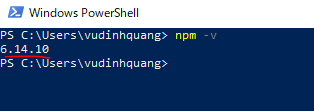 Windows PowerShell
PS C:\Users\vudinhquang> npm -v
6.14.10
PS C:\Users\vudinhquang>